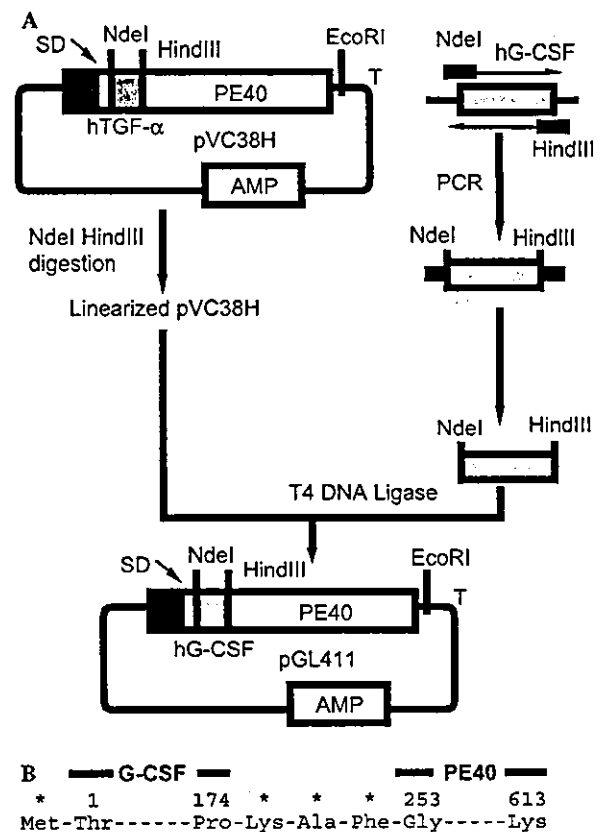 A
SD
NdeI
HindIII
EcoRI
T
PE40
hTGF-α
pVC38H
AMP
NdeI
hG-CSF
HindIII
PCR
NdeI HindIII
digestion
NdeI
HindIII
Linearized pVC38H
NdeI
HindIII
T4 DNA Ligase
SD
NdeI
HindIII
EcoRI
T
PE40
hG-CSF
pGL411
AMP
B G-CSF PE40
* 1 174 * * * 253 613
Met-Thr------Pro-Lys-Ala-Phe-Gly-----Lys